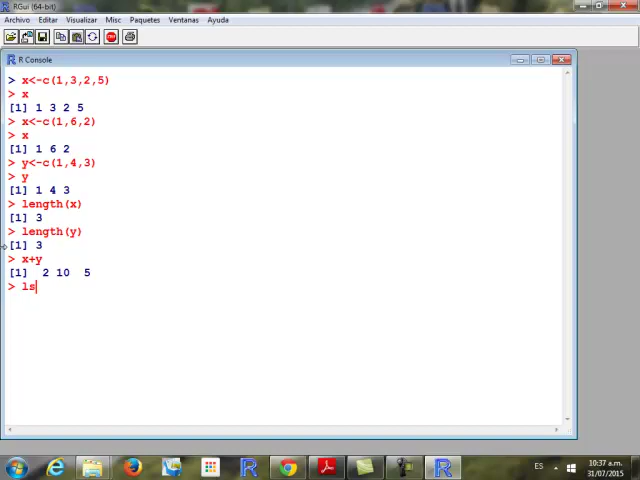 RGui (64-bit)
Archivo Editar Visualizar Misc Paquetes Ventanas Ayuda
STOP
R Console
> x<-c(1,3,2,5)
> x
[1] 1 3 2 5
> x<-c(1,6,2)
> x
[1] 1 6 2
> y<-c(1,4,3)
> y
[1] 1 4 3
> length(x)
[1] 3
> length(y)
[1] 3
> x+y
[1]  2 10  5
> ls
ES
10:37 a.m.
31/07/2015